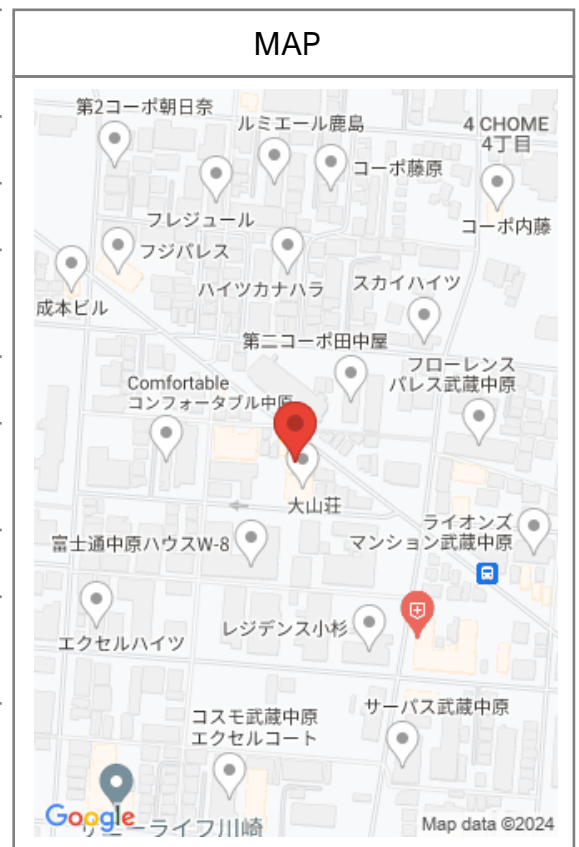 MAP
第2コーポ朝日奈
ルミエール鹿島
4 CHOME
4丁目
コーポ藤原
フレジュール
コーポ内藤
フジパレス
ハイツカナハラ
スカイハイツ
成本ビル
第二コーポ田中屋
フローレンス
パレス武蔵中原
Comfortable
コンフォータブル中原
大山荘
ライオンズ
マンション武蔵中原
富士通中原ハウスW-8
レジデンス小杉
エクセルハイツ
サーパス武蔵中原
コスモ武蔵中原
エクセルコート
Google
ーライフ川崎
Map data ©2024